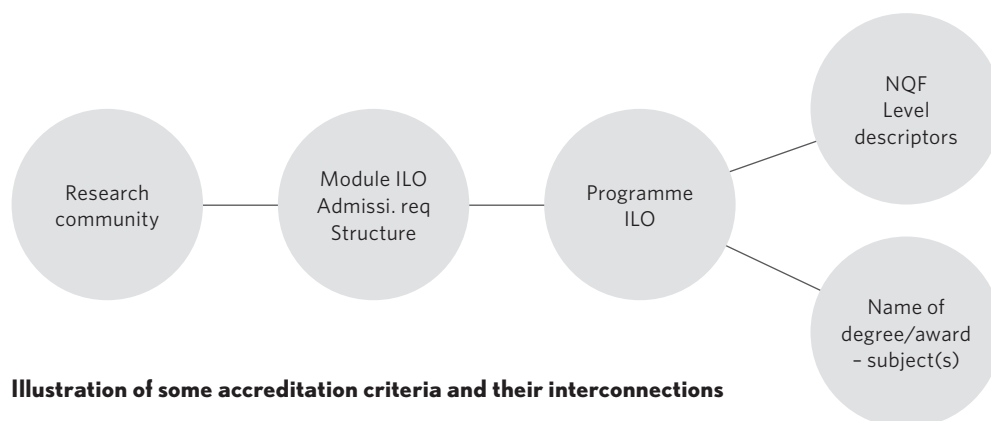 Research
community
Module ILO
Admissi. req
Structure
Programme
ILO
NQF
Level
descriptors
Name of
degree/award
– subject(s)
Illustration of some accreditation criteria and their interconnections